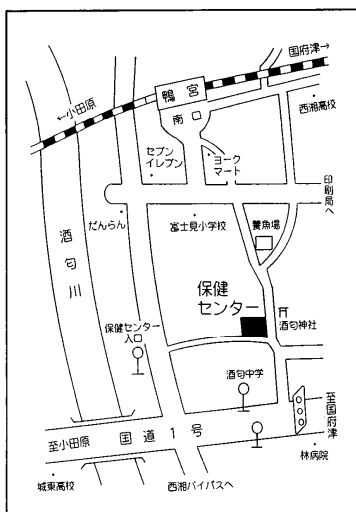 国府津→
←小田原
鴨宮
南口
西湘高校
セブン
イレブン
ヨーク
マート
印刷局へ
だんらん
富士見小学校
養魚場
酒匂川
保健
センター
保健センター
入口
酒匂神社
酒匂中学
至国府津
至小田原
国道1号
林病院
城東高校
西湘バイパスへ